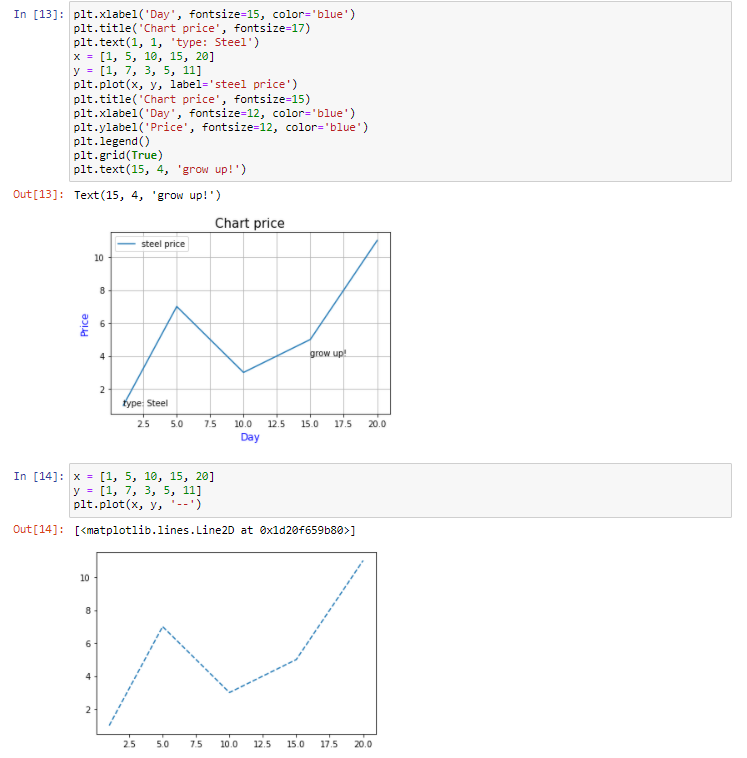 In [13]: plt.xlabel('Day', fontsize=15, color='blue')
plt.title('Chart price', fontsize=17)
plt.text(1, 1, 'type: Steel')
x = [1, 5, 10, 15, 20]
y = [1, 7, 3, 5, 11]
plt.plot(x, y, label='steel price')
plt.title('Chart price', fontsize=15)
plt.xlabel('Day', fontsize=12, color='blue')
plt.ylabel('Price', fontsize=12, color='blue')
plt.legend()
plt.grid(True)
plt.text(15, 4, 'grow up!')
Out[13]: Text(15, 4, 'grow up!')
Chart price
steel price
10
8
6
4
2
Price
grow up!
type: Steel
2.5 5.0 7.5 10.0 12.5 15.0 17.5 20.0
Day
In [14]: x = [1, 5, 10, 15, 20]
y = [1, 7, 3, 5, 11]
plt.plot(x, y, '--')
Out[14]: [<matplotlib.lines.Line2D at 0x1d20f659b80>]
10
8
6
4
2
2.5 5.0 7.5 10.0 12.5 15.0 17.5 20.0